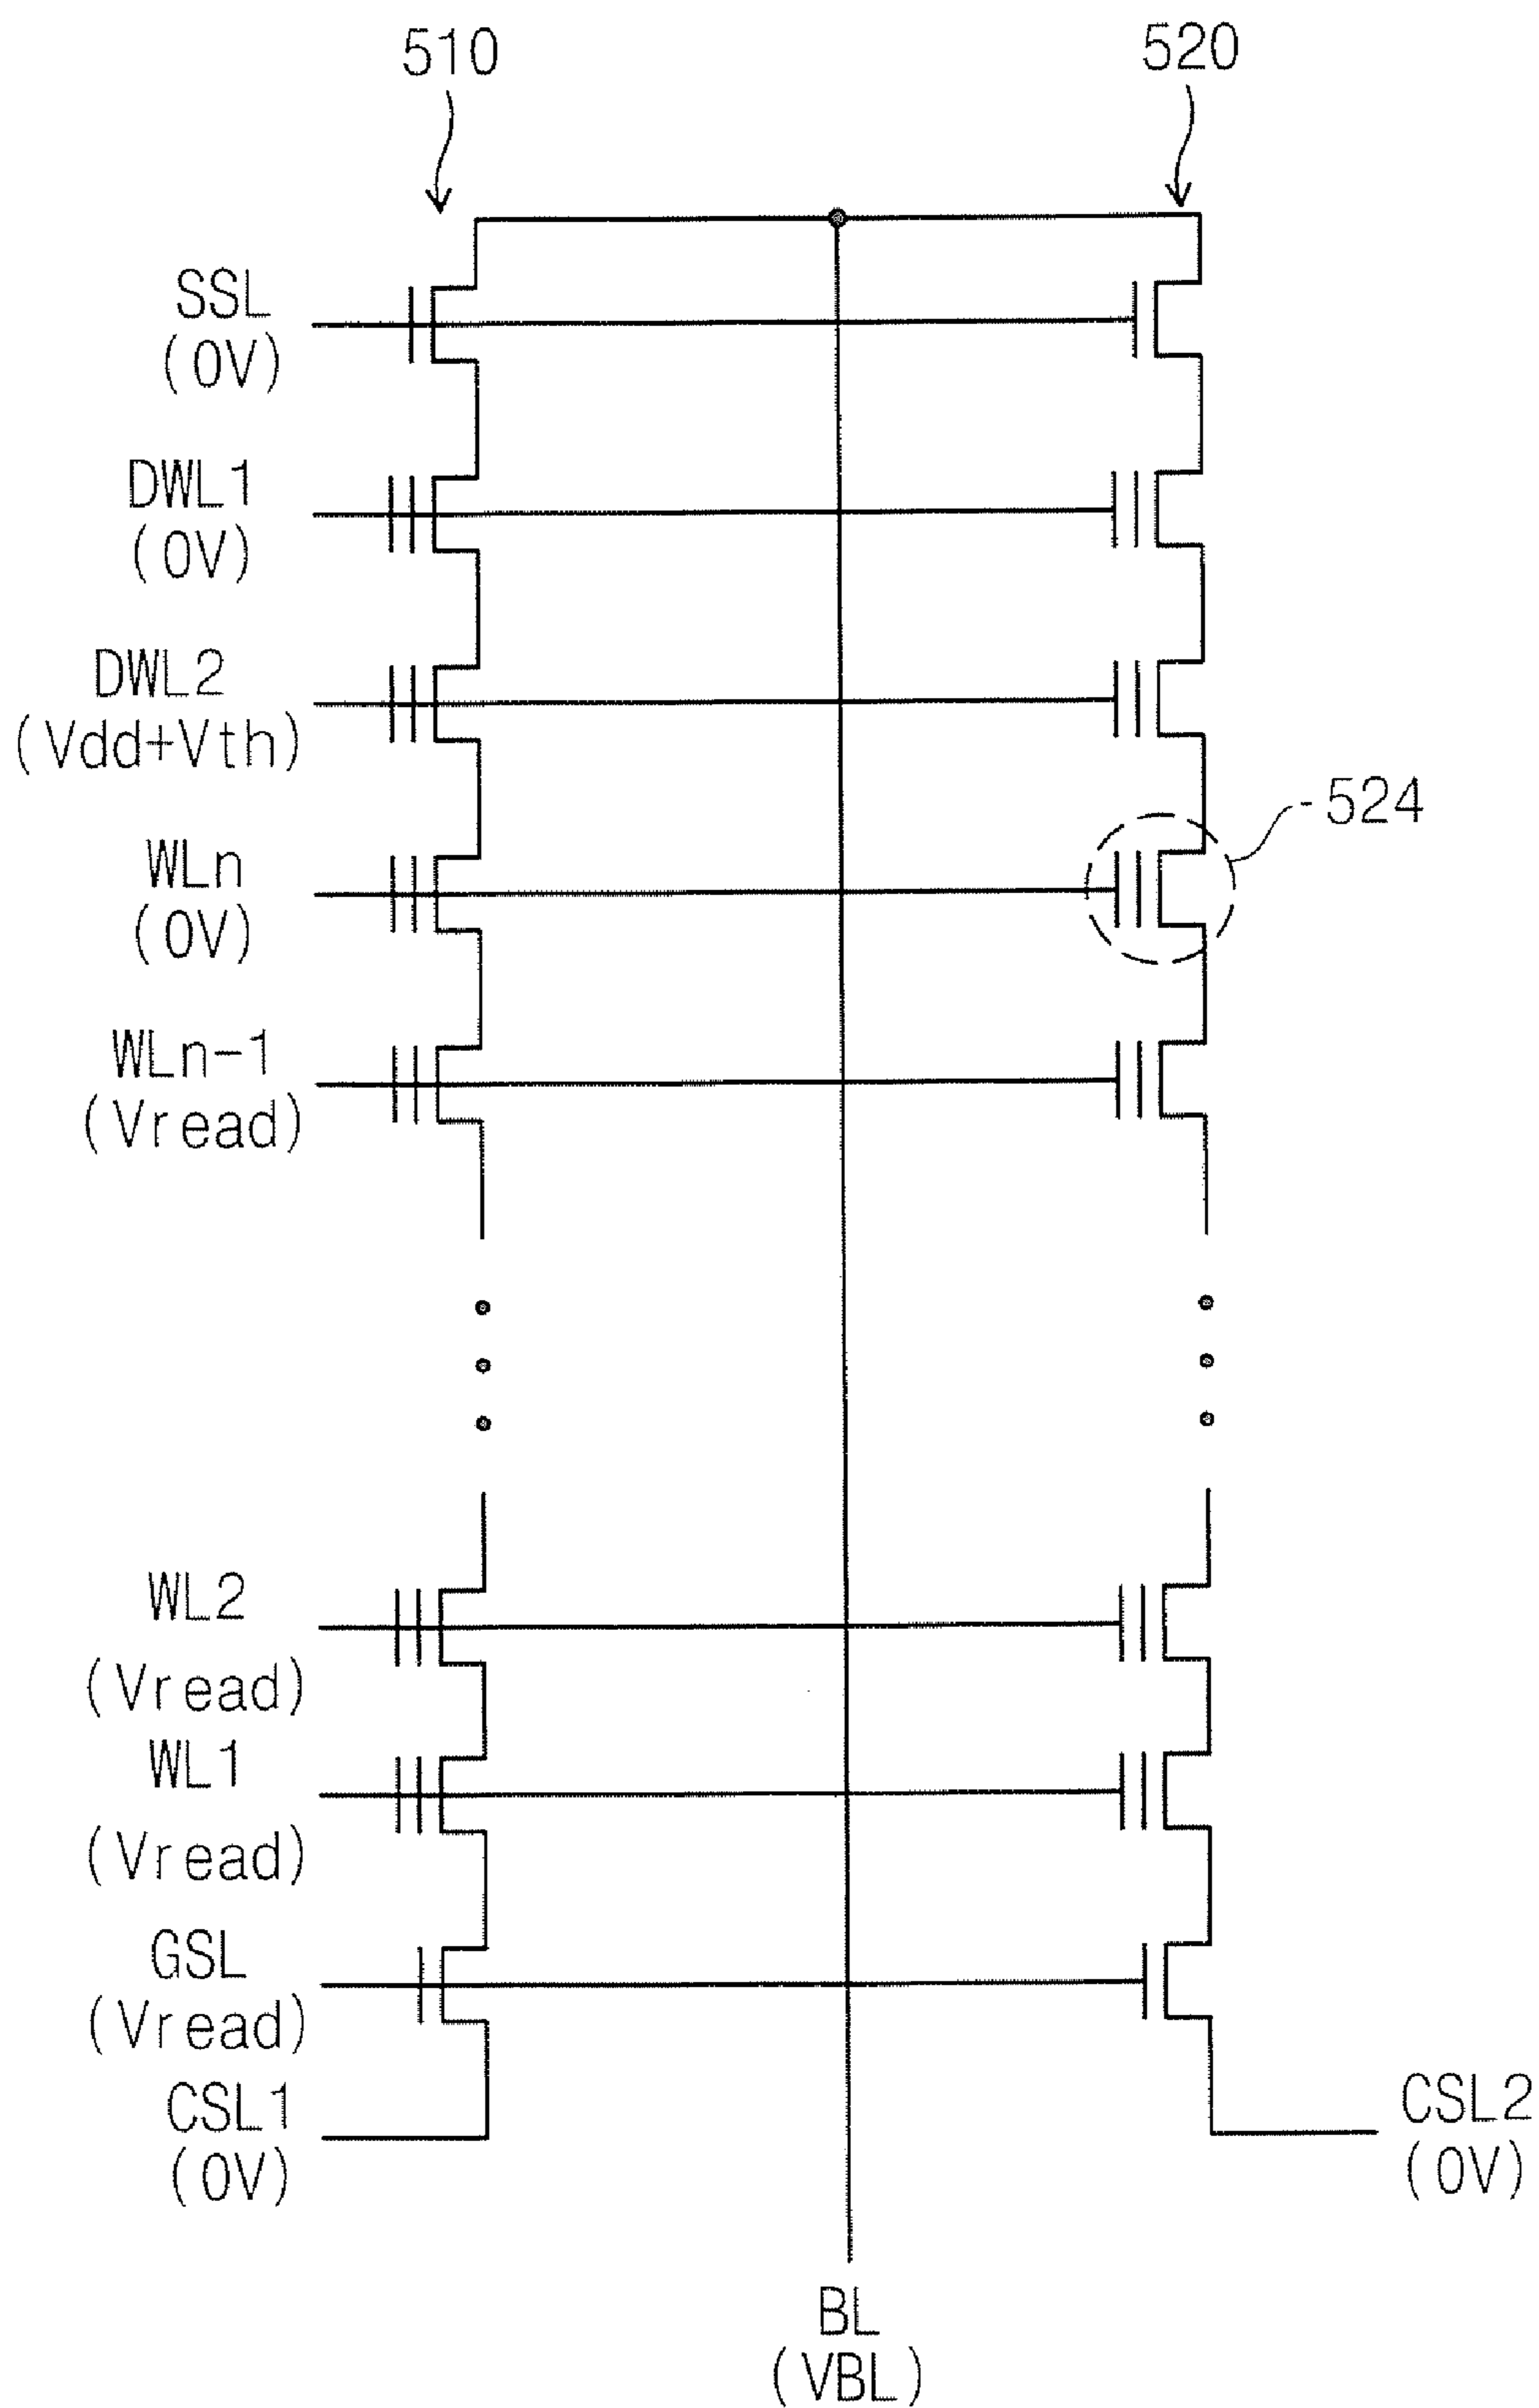 510
520
SSL
(0V)
DWL1
(0V)
DWL2
(Vdd+Vth)
524
WLn
(0V)
WLn-1
(Vread)
WL2
(Vread)
WL1
(Vread)
GSL
(Vread)
CSL1
(0V)
CSL2
(0V)
BL
(VBL)